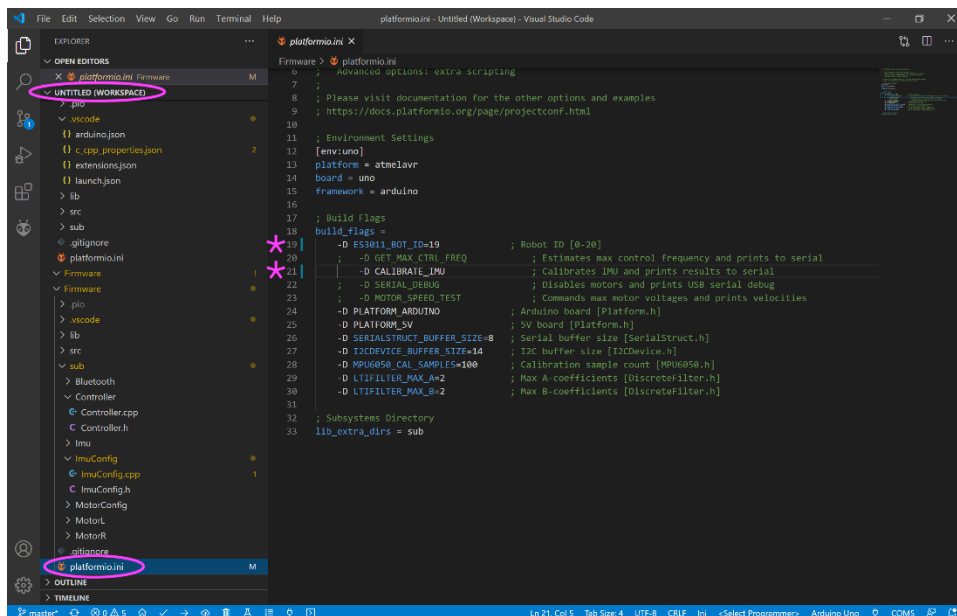 File Edit Selection View Go Run Terminal Help platformio.ini - Untitled (Workspace) - Visual Studio Code
EXPLORER
OPEN EDITORS
platformio.ini Firmware M
UNTITLED (WORKSPACE)
.pio
.vscode
{} arduino.json
{} c_cpp_properties.json 2
{} extensions.json
{} launch.json
lib
src
sub
.gitignore
platformio.ini
Firmware 1
Firmware
.pio
.vscode
lib
src
sub
Bluetooth
Controller
Controller.cpp
C Controller.h
Imu
ImuConfig
ImuConfig.cpp 1
C ImuConfig.h
MotorConfig
MotorL
MotorR
.gitignore
platformio.ini M
OUTLINE
TIMELINE
platformio.ini
Firmware > platformio.ini
6 ; Advanced options: extra scripting
7 ;
8 ; Please visit documentation for the other options and examples
9 ; https://docs.platformio.org/page/projectconf.html
10
11 ; Environment Settings
12 [env:uno]
13 platform = atmelavr
14 board = uno
15 framework = arduino
16
17 ; Build Flags
18 build_flags =
19 -D ES3011_BOT_ID=19 ; Robot ID [0-20]
20 ; -D GET_MAX_CTRL_FREQ ; Estimates max control frequency and prints to serial
21 -D CALIBRATE_IMU ; Calibrates IMU and prints results to serial
22 ; -D SERIAL_DEBUG ; Disables motors and prints USB serial debug
23 ; -D MOTOR_SPEED_TEST ; Commands max motor voltages and prints velocities
24 -D PLATFORM_ARDUINO ; Arduino board [Platform.h]
25 -D PLATFORM_5V ; 5V board [Platform.h]
26 -D SERIALSTRUCT_BUFFER_SIZE=8 ; Serial buffer size [SerialStruct.h]
27 -D I2CDEVICE_BUFFER_SIZE=14 ; I2C buffer size [I2CDevice.h]
28 -D MPU6050_CAL_SAMPLES=100 ; Calibration sample count [MPU6050.h]
29 -D LTIFILTER_MAX_A=2 ; Max A-coefficients [DiscreteFilter.h]
30 -D LTIFILTER_MAX_B=2 ; Max B-coefficients [DiscreteFilter.h]
31
32 ; Subsystems Directory
33 lib_extra_dirs = sub
master* 0 5 Ln 21, Col 5 Tab Size: 4 UTF-8 CRLF Ini <Select Programmer> Arduino Uno COM5